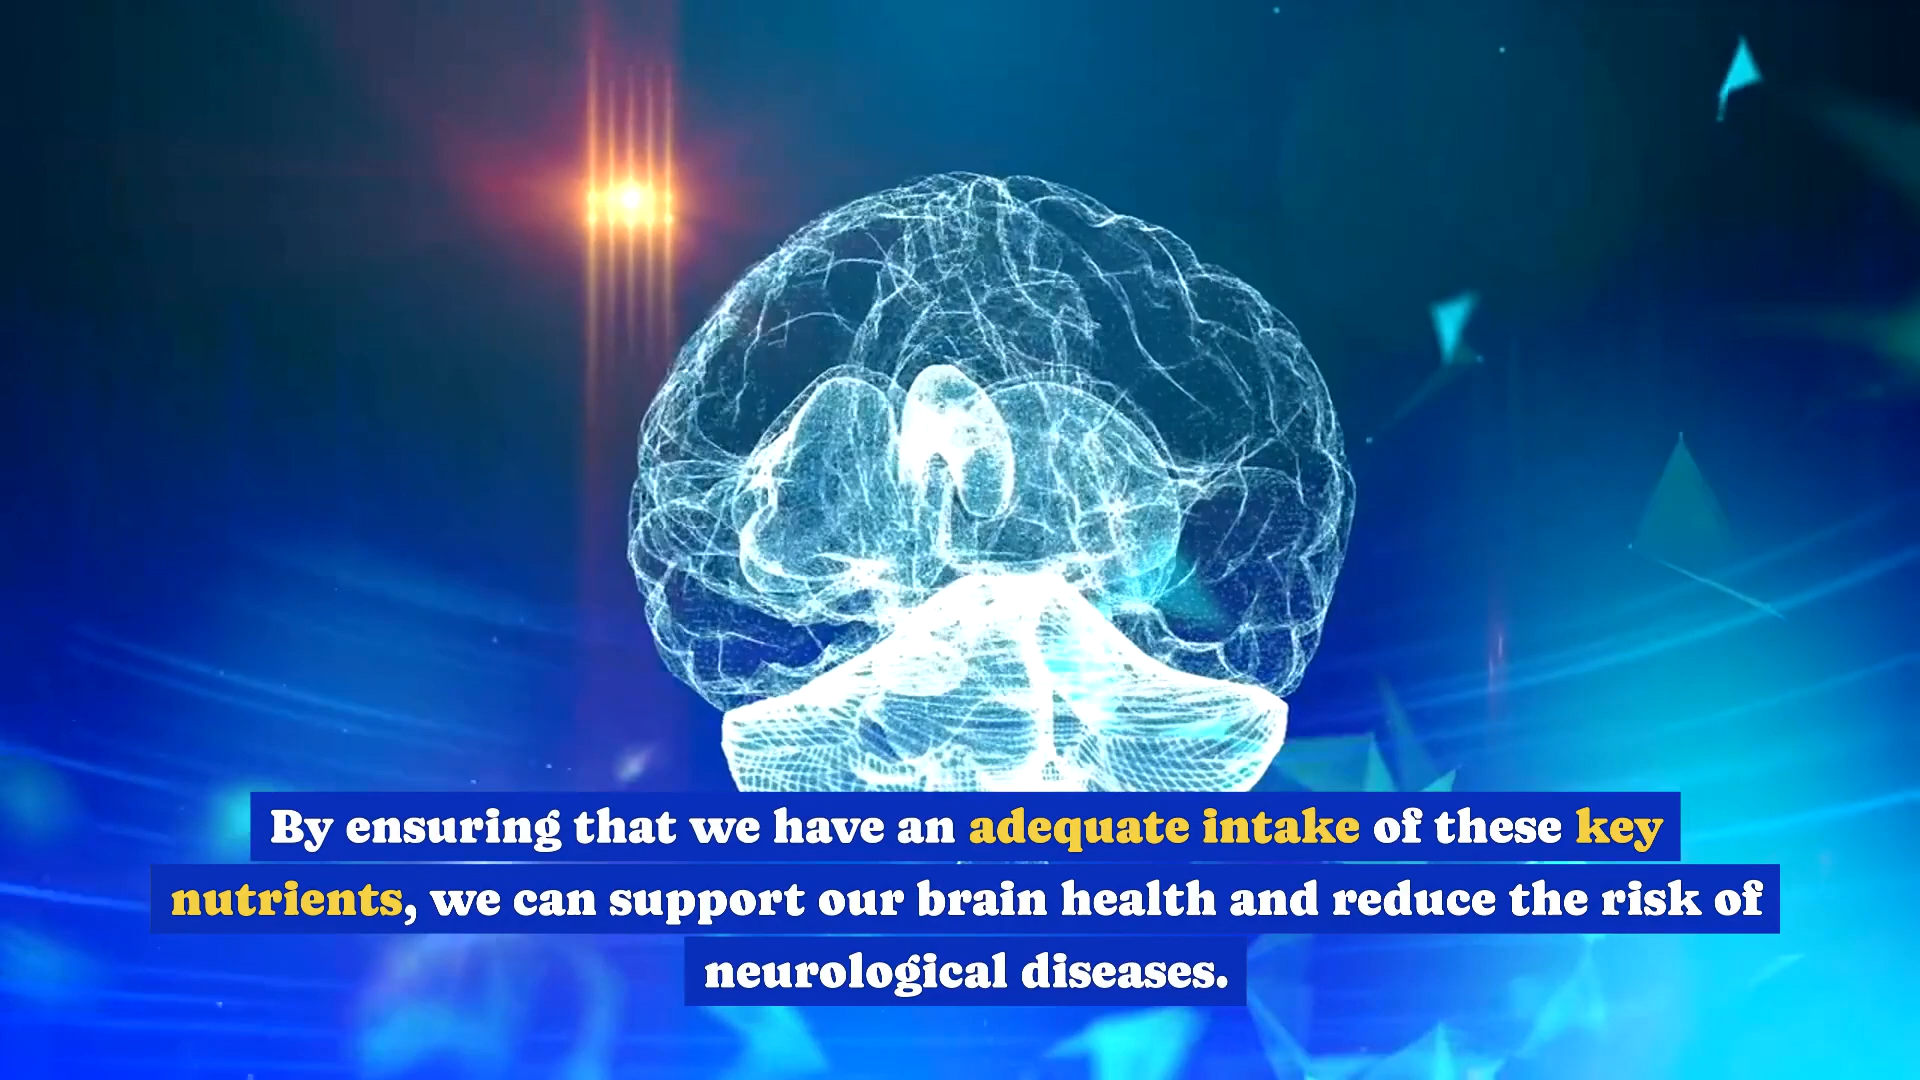 By ensuring that we have an adequate intake of these key
nutrients, we can support our brain health and reduce the risk of
neurological diseases.